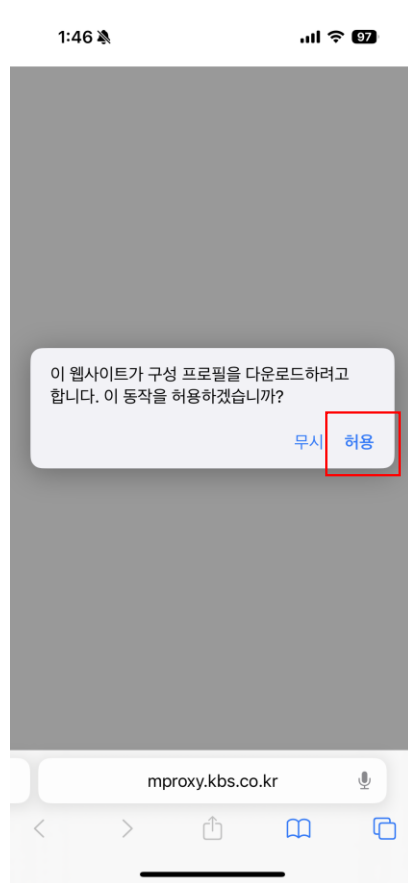 1:46
97
이 웹사이트가 구성 프로필을 다운로드하려고
합니다. 이 동작을 허용하겠습니까?
무시 허용
mproxy.kbs.co.kr